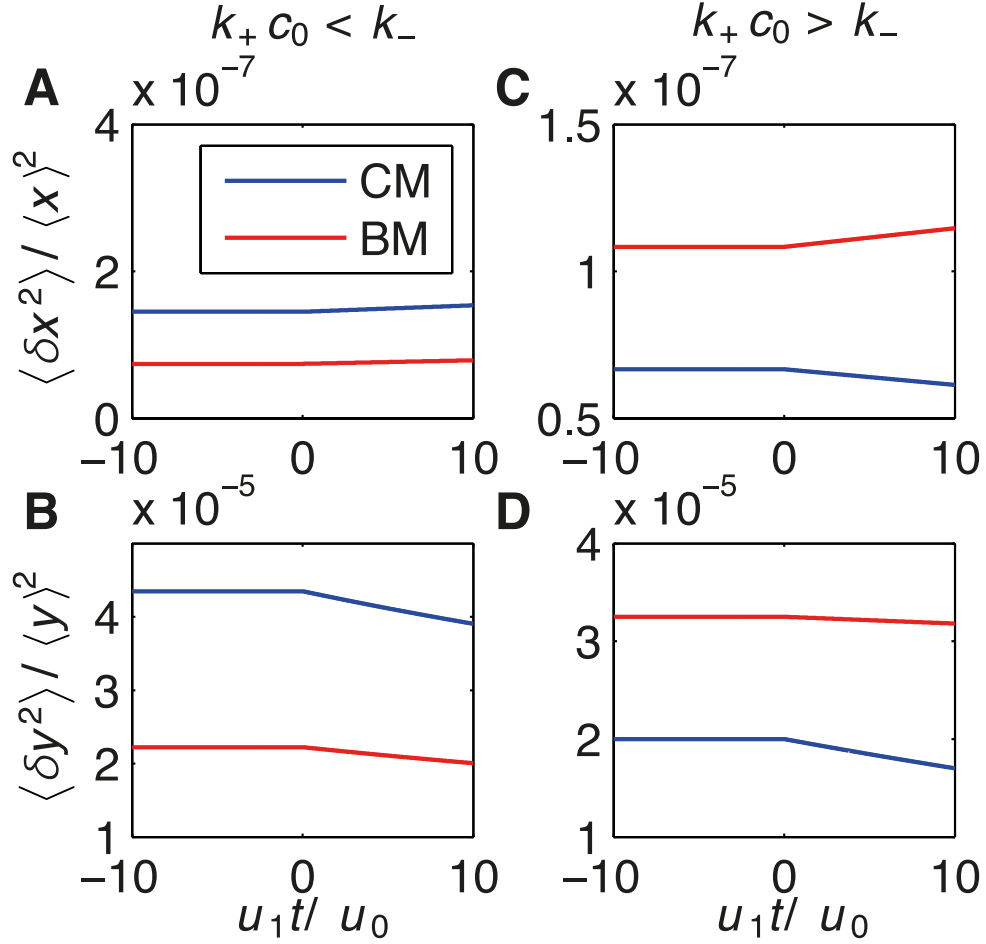 k₊ c₀ < k₋
k₊ c₀ > k₋
A
x 10⁻⁷
4
2
0
−10
0
10
⟨δx²⟩ / ⟨x⟩²
CM
BM
C
x 10⁻⁷
1.5
1
0.5
−10
0
10
B
x 10⁻⁵
4
3
2
1
−10
0
10
⟨δy²⟩ / ⟨y⟩²
u₁t/ u₀
D
x 10⁻⁵
4
3
2
1
−10
0
10
u₁t/ u₀